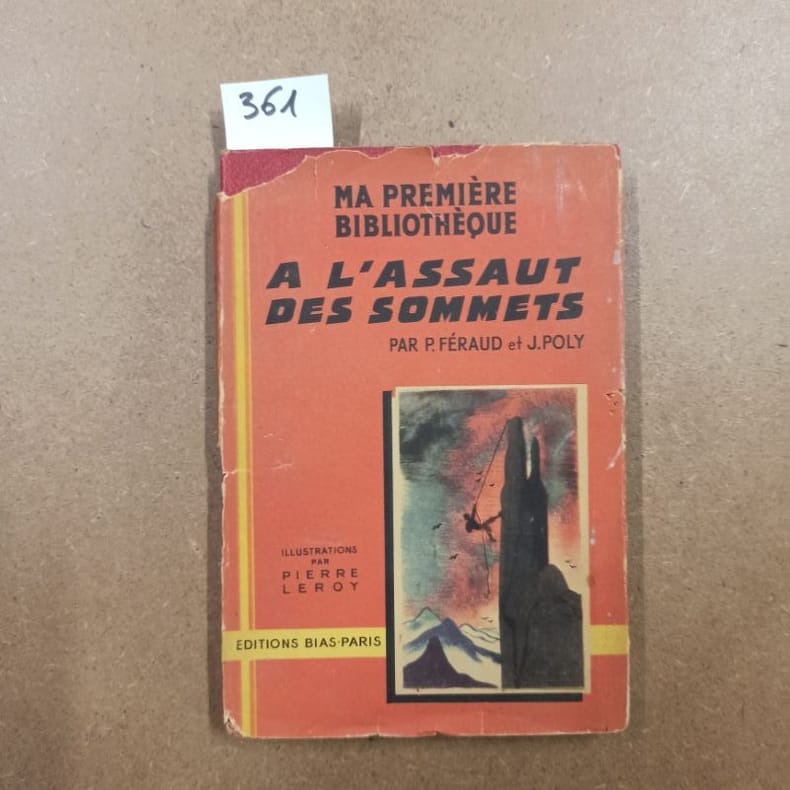 361
MA PREMIÈRE
BIBLIOTHÈQUE
A L'ASSAUT
DES SOMMETS
PAR P. FÉRAUD et J. POLY
ILLUSTRATIONS
PAR
PIERRE
LEROY
EDITIONS BIAS·PARIS